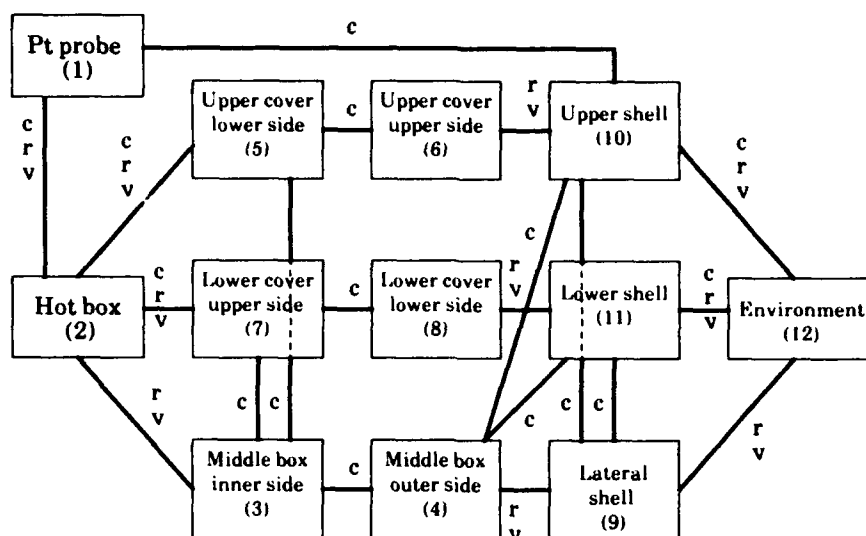 c
Pt probe
(1)
Upper cover
lower side
(5)
c
Upper cover
upper side
(6)
r
v
Upper shell
(10)
c
r
v
c
r
v
c
r
v
c
Hot box
(2)
c
r
v
Lower cover
upper side
(7)
c
Lower cover
lower side
(8)
r
v
Lower shell
(11)
c
r
v
Environment
(12)
r
v
c
c
c
c
c
r
v
Middle box
inner side
(3)
c
Middle box
outer side
(4)
r
v
Lateral
shell
(9)